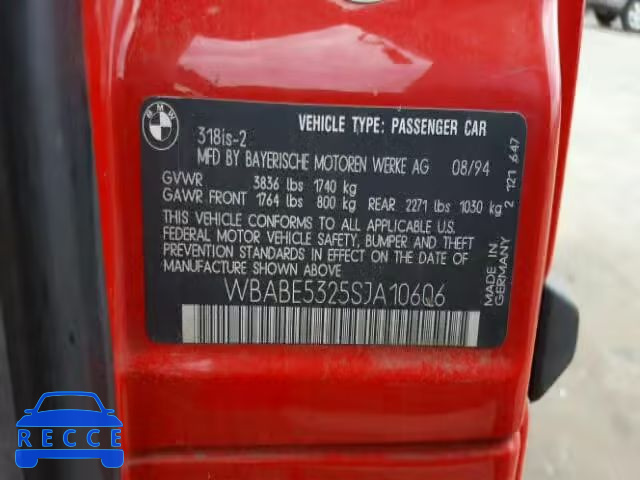 BMW
318is-2
VEHICLE TYPE: PASSENGER CAR
MFD BY BAYERISCHE MOTOREN WERKE AG 08/94
GVWR 3836 lbs 1740 kg
GAWR FRONT 1764 lbs 800 kg REAR 2271 lbs 1030 kg
THIS VEHICLE CONFORMS TO ALL APPLICABLE U.S.
FEDERAL MOTOR VEHICLE SAFETY, BUMPER AND THEFT
PREVENTION STANDARDS IN EFFECT ON THE DATE OF
MANUFACTURE SHOWN ABOVE
WBABE5325SJA10606
2 121 647
MADE IN
GERMANY
RECCE